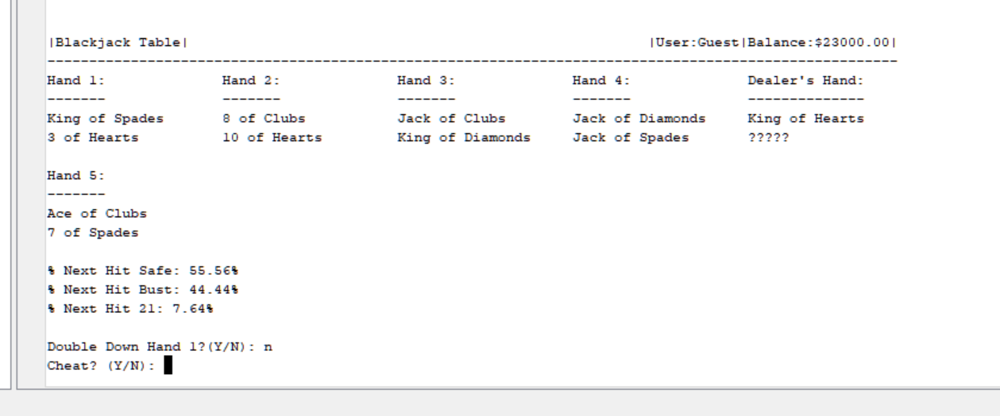 |Blackjack Table| |User:Guest|Balance:$23000.00|
--------------------------------------------------------------------------------------------------------
Hand 1: Hand 2: Hand 3: Hand 4: Dealer's Hand:
------- ------- ------- ------- --------------
King of Spades 8 of Clubs Jack of Clubs Jack of Diamonds King of Hearts
3 of Hearts 10 of Hearts King of Diamonds Jack of Spades ?????
Hand 5:
-------
Ace of Clubs
7 of Spades
% Next Hit Safe: 55.56%
% Next Hit Bust: 44.44%
% Next Hit 21: 7.64%
Double Down Hand 1?(Y/N): n
Cheat? (Y/N):